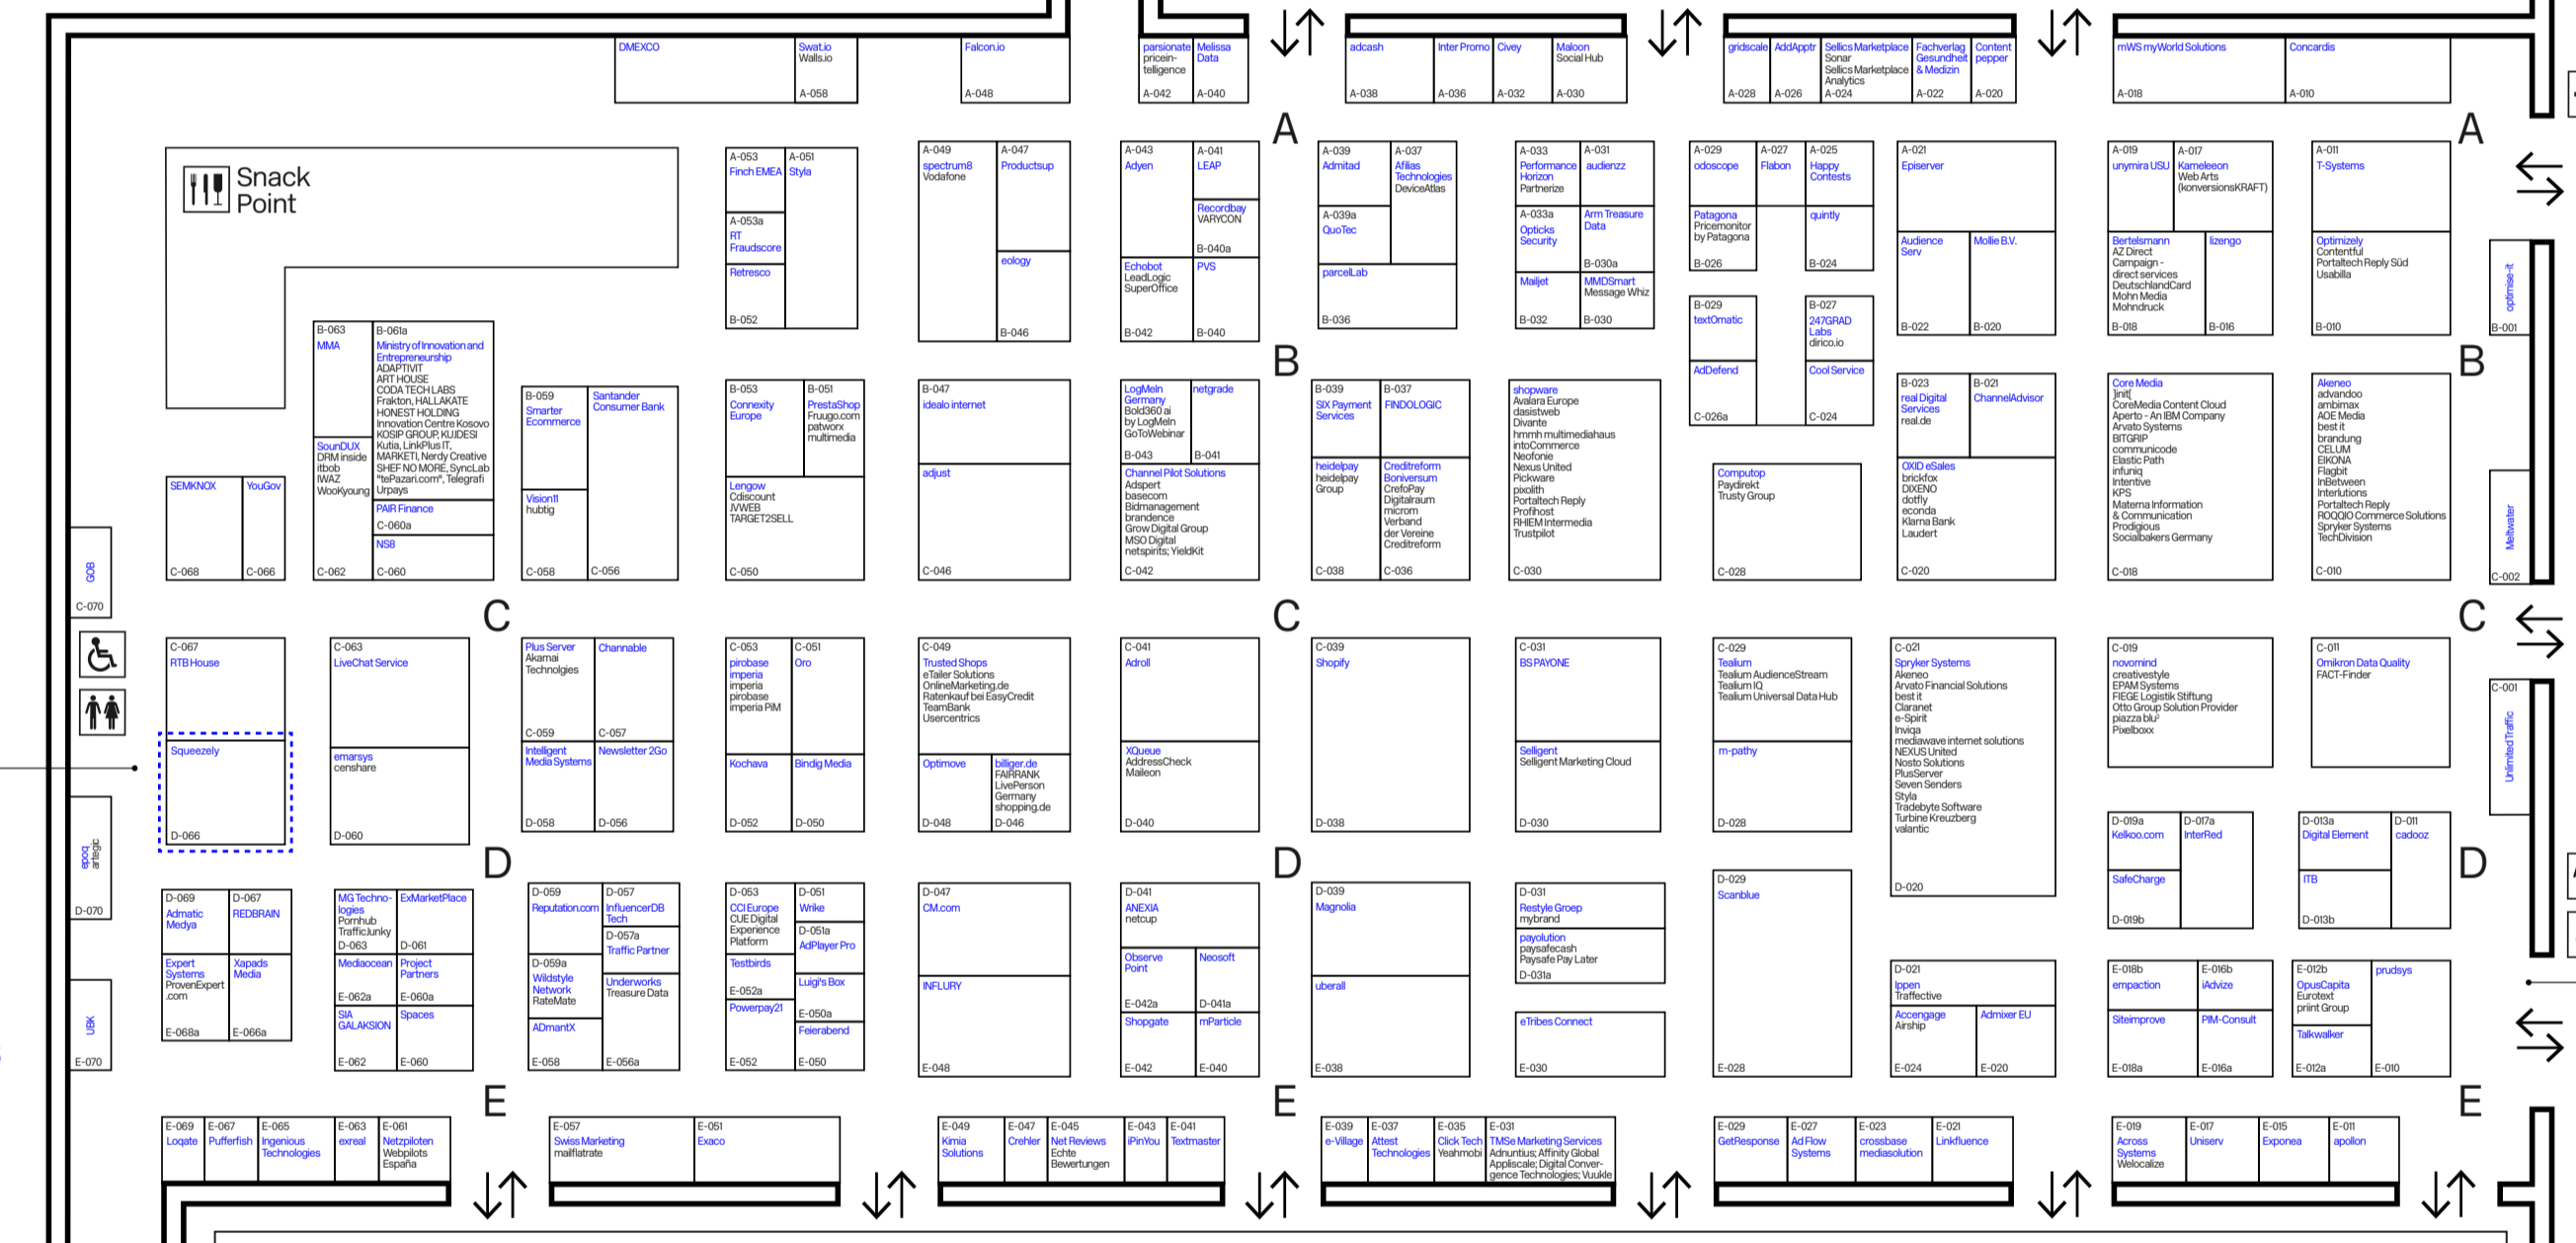 DMEXCO
Swat.io
Walls.io
A-058
Falcon.io
A-048
parsionate
pricein-
telligence
A-042
Melissa
Data
A-040
adcash
A-038
Inter Promo
A-036
Civey
A-032
Maloon
Social Hub
A-030
gridscale
A-028
AddApptr
A-026
Sellics Marketplace
Sonar
Sellics Marketplace
Analytics
A-024
Fachverlag
Gesundheit
& Medizin
A-022
Content
pepper
A-020
mWS myWorld Solutions
A-018
Concardis
A-010
A
A
Snack
Point
A-053
Finch EMEA
A-051
Styla
A-053a
RT
Fraudscore
Retresco
B-052
A-049
spectrum8
Vodafone
A-047
Productsup
eology
B-046
A-043
Adyen
A-041
LEAP
Recordbay
VARYCON
B-040a
Echobot
LeadLogic
SuperOffice
B-042
PVS
B-040
A-039
Admitad
A-037
Afilias
Technologies
DeviceAtlas
A-039a
QuoTec
parcelLab
B-036
A-033
Performance
Horizon
Partnerize
A-031
audienzz
A-033a
Opticks
Security
Arm Treasure
Data
B-030a
Mailjet
B-032
MMDSmart
Message Whiz
B-030
A-029
odoscope
A-027
Flabon
A-025
Happy
Contests
Patagona
Pricemonitor
by Patagona
B-026
quintly
B-024
B-029
textOmatic
B-027
247GRAD
Labs
dirico.io
AdDefend
C-026a
Cool Service
C-024
A-021
Episerver
Audience
Serv
B-022
Mollie B.V.
B-020
A-019
unymira USU
A-017
Kameleeon
Web Arts
(konversionsKRAFT)
Bertelsmann
AZ Direct
Campaign -
direct services
DeutschlandCard
Mohn Media
Mohndruck
B-018
lizengo
B-016
A-011
T-Systems
Optimizely
Contentful
Portaltech Reply Süd
Usabilla
B-010
optimise-it
B-001
B
B
B-063
MMA
B-061a
Ministry of Innovation and
Entrepreneurship
ADAPTIVIT
ART HOUSE
CODA TECH LABS
Frakton, HALLAKATE
HONEST HOLDING
Innovation Centre Kosovo
KOSIP GROUP, KUJDESI
Kutia, LinkPlus IT,
MARKETI, Nerdy Creative
SHEF NO MORE, SyncLab
"tePazari.com", Telegrafi
Urpays
SounDUX
DRM inside
itbob
IWAZ
WooKyoung
C-062
PAIR Finance
C-060a
NS8
C-060
SEMKNOX
C-068
YouGov
C-066
B-059
Smarter
Ecommerce
Santander
Consumer Bank
Vision11
hubtig
C-058
C-056
B-053
Connexity
Europe
B-051
PrestaShop
Fruugo.com
patworx
multimedia
Lengow
Cdiscount
JVWEB
TARGET2SELL
C-050
B-047
idealo internet
adjust
C-046
LogMeIn
Germany
Bold360 ai
by LogMeIn
GoToWebinar
B-043
netgrade
B-041
Channel Pilot Solutions
Adspert
basecom
Bidmanagement
brandence
Grow Digital Group
MSO Digital
netspirits; YieldKit
C-042
B-039
SIX Payment
Services
B-037
FINDOLOGIC
heidelpay
heidelpay
Group
C-038
Creditreform
Boniversum
CrefoPay
Digitalraum
microm
Verband
der Vereine
Creditreform
C-036
shopware
Avalara Europe
dasistweb
Divante
hmmh multimediahaus
intoCommerce
Neofonie
Nexus United
Pickware
pixolith
Portaltech Reply
Profihost
RHIEM Intermedia
Trustpilot
C-030
Computop
Paydirekt
Trusty Group
C-028
B-023
real Digital
Services
real.de
B-021
ChannelAdvisor
OXID eSales
brickfox
DIXENO
dotfly
econda
Klarna Bank
Laudert
C-020
Core Media
]init[
CoreMedia Content Cloud
Aperto - An IBM Company
Arvato Systems
BITGRIP
communicode
Elastic Path
infuniq
Intentive
KPS
Materna Information
& Communication
Prodigious
Socialbakers Germany
C-018
Akeneo
advandoo
ambimax
AOE Media
best it
brandung
CELUM
EIKONA
Flagbit
InBetween
Interlutions
Portaltech Reply
ROQQIO Commerce Solutions
Spryker Systems
TechDivision
C-010
Meltwater
C-002
GOB
C-070
C
C
C
C-067
RTB House
Squeezely
D-066
C-063
LiveChat Service
emarsys
censhare
D-060
Plus Server
Akamai
Technolgies
C-059
Channable
C-057
Intelligent
Media Systems
D-058
Newsletter 2Go
D-056
C-053
pirobase
imperia
imperia
pirobase
imperia PiM
C-051
Oro
Kochava
D-052
Bindig Media
D-050
C-049
Trusted Shops
eTailer Solutions
OnlineMarketing.de
Ratenkauf bei EasyCredit
TeamBank
Usercentrics
Optimove
D-048
billiger.de
FAIRRANK
LivePerson
Germany
shopping.de
D-046
C-041
Adroll
XQueue
AddressCheck
Maileon
D-040
C-039
Shopify
D-038
C-031
BS PAYONE
Selligent
Selligent Marketing Cloud
D-030
C-029
Tealium
Tealium AudienceStream
Tealium IQ
Tealium Universal Data Hub
m-pathy
D-028
C-021
Spryker Systems
Akeneo
Arvato Financial Solutions
best it
Claranet
e-Spirit
Inviqa
mediawave internet solutions
NEXUS United
Nosto Solutions
PlusServer
Seven Senders
Styla
Tradebyte Software
Turbine Kreuzberg
valantic
D-020
C-019
novomind
creativestyle
EPAM Systems
FIEGE Logistik Stiftung
Otto Group Solution Provider
piazza blu²
Pixelboxx
C-011
Omikron Data Quality
FACT-Finder
C-001
Unlimited Traffic
D-019a
Kelkoo.com
D-017a
InterRed
SafeCharge
D-019b
D-013a
Digital Element
D-011
cadooz
ITB
D-013b
epoq
artegic
D-070
D
D
D
D-069
Admatic
Medya
D-067
REDBRAIN
Expert
Systems
ProvenExpert
.com
E-068a
Xapads
Media
E-066a
MG Techno-
logies
Pornhub
TrafficJunky
D-063
ExMarketPlace
D-061
Mediaocean
E-062a
Project
Partners
E-060a
SIA
GALAKSION
E-062
Spaces
E-060
D-059
Reputation.com
D-057
InfluencerDB
Tech
D-057a
Traffic Partner
D-059a
Wildstyle
Network
RateMate
Underworks
Treasure Data
ADmantX
E-058
E-056a
D-053
CCI Europe
CUE Digital
Experience
Platform
D-051
Wrike
D-051a
AdPlayer Pro
Testbirds
E-052a
Luigi's Box
E-050a
Powerpay21
E-052
Feierabend
E-050
D-047
CM.com
INFLURY
E-048
D-041
ANEXIA
netcup
Observe
Point
E-042a
Neosoft
D-041a
Shopgate
E-042
mParticle
E-040
D-039
Magnolia
uberall
E-038
D-031
Restyle Groep
mybrand
payolution
paysafecash
Paysafe Pay Later
D-031a
eTribes Connect
E-030
D-029
Scanblue
E-028
D-021
Ippen
Traffective
Accengage
Airship
E-024
Admixer EU
E-020
E-018b
empaction
E-016b
iAdvize
Siteimprove
E-018a
PIM-Consult
E-016a
E-012b
OpusCapita
Eurotext
priint Group
prudsys
Talkwalker
E-012a
E-010
UBK
E-070
E
E
E
E-069
Loqate
E-067
Pufferfish
E-065
Ingenious
Technologies
E-063
exreal
E-061
Netzpiloten
Webpilots
España
E-057
Swiss Marketing
mailflatrate
E-051
Exaco
E-049
Kimia
Solutions
E-047
Crehler
E-045
Net Reviews
Echte
Bewertungen
E-043
iPinYou
E-041
Textmaster
E-039
e-Village
E-037
Attest
Technologies
E-035
Click Tech
Yeahmobi
E-031
TMSe Marketing Services
Adnuntius; Affinity Global
Appliscale; Digital Conver-
gence Technologies; Vuukle
E-029
GetResponse
E-027
Ad Flow
Systems
E-023
crossbase
mediasolution
E-021
Linkfluence
E-019
Across
Systems
Welocalize
E-017
Uniserv
E-015
Exponea
E-011
apollon